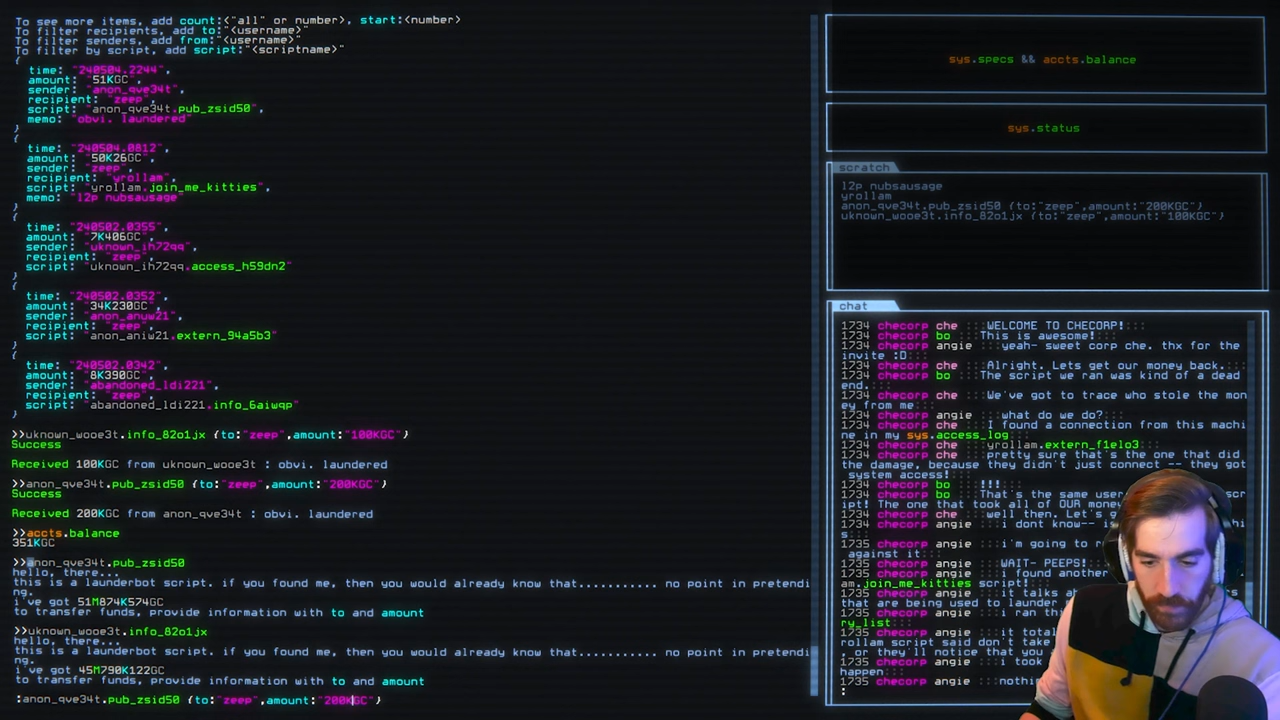 To see more items, add count:{"all" or number}, start:<number>
To filter recipients, add to:"<username>"
To filter senders, add from:"<username>"
To filter by script, add script:"<scriptname>"
{
time: "240504.2244",
amount: "51KGC",
sender: "anon_qve34t",
recipient: "zeep",
script: "anon_qve34t.pub_zsid50",
memo: "obvi. laundered"
}
{
time: "240504.0812",
amount: "50K26GC",
sender: "zeep",
recipient: "yrollam",
script: "yrollam.join_me_kitties",
memo: "l2p nubsausage"
}
{
time: "240502.0355",
amount: "7K406GC",
sender: "uknown_ih72qq",
recipient: "zeep",
script: "uknown_ih72qq.access_h59dn2"
}
{
time: "240502.0352",
amount: "34K230GC",
sender: "anon_anuw21",
recipient: "zeep",
script: "anon_aniw21.extern_94a5b3"
}
{
time: "240502.0342",
amount: "8K390GC",
sender: "abandoned_ldi221",
recipient: "zeep",
script: "abandoned_ldi221.info_6aiwqp"
}
>>uknown_wooe3t.info_82o1jx {to:"zeep",amount:"100KGC"}
Success
Received 100KGC from uknown_wooe3t : obvi. laundered
>>anon_qve34t.pub_zsid50 {to:"zeep",amount:"200KGC"}
Success
Received 200KGC from anon_qve34t : obvi. laundered
>>accts.balance
351KGC
>>anon_qve34t.pub_zsid50
hello, there...
this is a launderbot script. if you found me, then you would already know that........... no point in pretendi
ng.
i've got 51M874K574GC
to transfer funds, provide information with to and amount
>>uknown_wooe3t.info_82o1jx
hello, there...
this is a launderbot script. if you found me, then you would already know that........... no point in pretendi
ng.
i've got 45M790K122GC
to transfer funds, provide information with to and amount
:anon_qve34t.pub_zsid50 {to:"zeep",amount:"200KGC"}
sys.specs && accts.balance
sys.status
scratch
l2p nubsausage
yrollam
anon_qve34t.pub_zsid50 {to:"zeep",amount:"200KGC"}
uknown_wooe3t.info_82o1jx {to:"zeep",amount:"100KGC"}
chat
1734 checorp che :::WELCOME TO CHECORP!:::
1734 checorp bo :::This is awesome!:::
1734 checorp angie :::yeah- sweet corp che. thx for the
invite :D:::
1734 checorp che :::Alright. Lets get our money back.
1734 checorp bo :::The script we ran was kind of a dead
end.:::
1734 checorp che :::We've got to trace who stole the mon
ey from me:::
1734 checorp angie :::what do we do?:::
1734 checorp che :::I found a connection from this machi
ne in my sys.access_log:::
1734 checorp che :::yrollam.extern_f1elo3:::
1734 checorp che :::pretty sure that's the one that did
the damage, because they didn't just connect -- they got
system access!:::
1734 checorp bo :::!!!:::
1734 checorp bo :::That's the same user
ipt! The one that took all of OUR money
1734 checorp che :::well then. Let's g
1734 checorp angie :::i dont know-- is
s:::
1735 checorp angie :::i'm going to r
against it:::
1735 checorp angie :::WAIT- PEEPS!:::
1735 checorp angie :::i found another
am.join_me_kitties script!:::
1735 checorp angie :::it talks ab
that are being used to launder
1735 checorp angie :::i ran th
ry_list:::
1735 checorp angie :::it total
rollam script said don't take
, or they'll notice that you
1735 checorp angie :::i took
happen:::
1735 checorp angie :::nothin
: